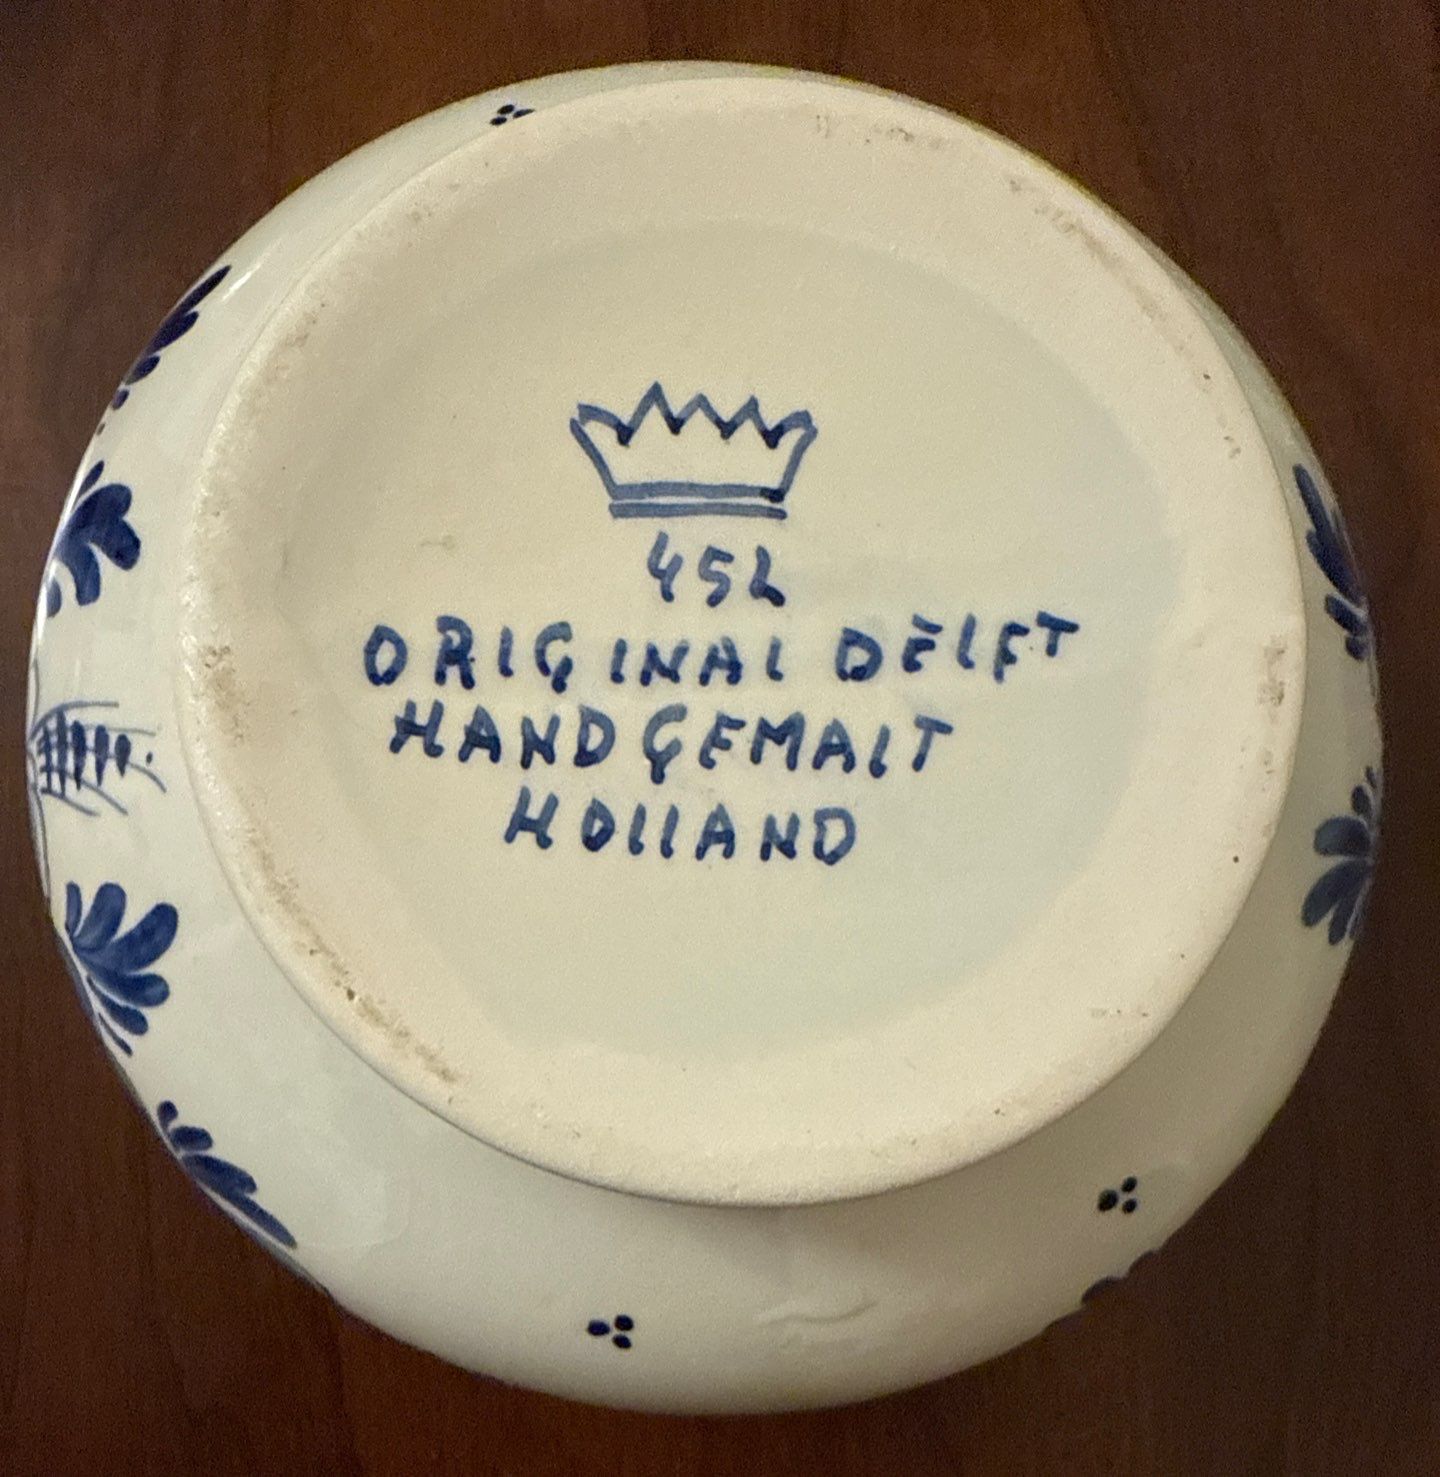 452
ORIGINAL DELFT
HANDGEMALT
HOLLAND